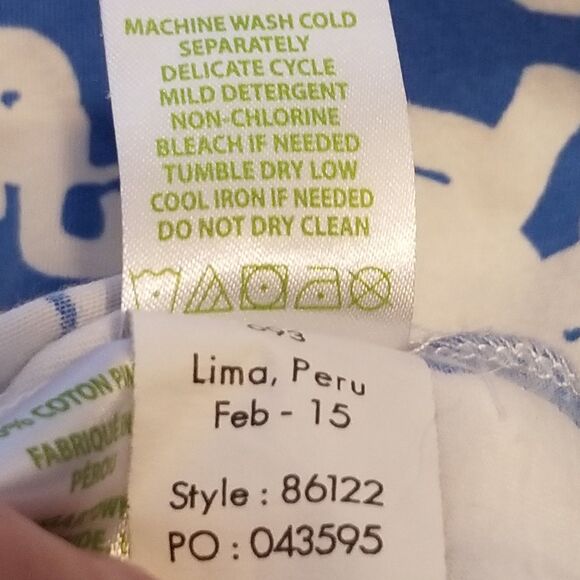 MACHINE WASH COLD
SEPARATELY
DELICATE CYCLE
MILD DETERGENT
NON-CHLORINE
BLEACH IF NEEDED
TUMBLE DRY LOW
COOL IRON IF NEEDED
DO NOT DRY CLEAN
Lima, Peru
Feb - 15
Style : 86122
PO : 043595
COTTON